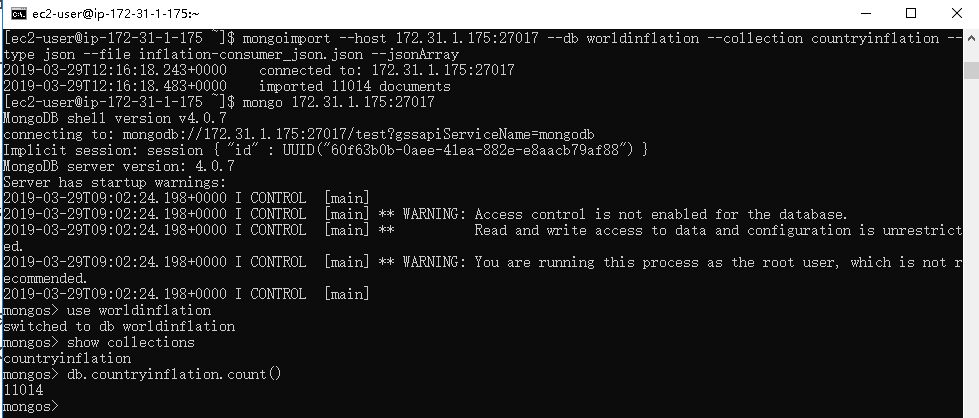 ec2-user@ip-172-31-1-175:~
[ec2-user@ip-172-31-1-175 ~]$ mongoimport --host 172.31.1.175:27017 --db worldinflation --collection countryinflation --
type json --file inflation-consumer_json.json --jsonArray
2019-03-29T12:16:18.243+0000    connected to: 172.31.1.175:27017
2019-03-29T12:16:18.483+0000    imported 11014 documents
[ec2-user@ip-172-31-1-175 ~]$ mongo 172.31.1.175:27017
MongoDB shell version v4.0.7
connecting to: mongodb://172.31.1.175:27017/test?gssapiServiceName=mongodb
Implicit session: session { "id" : UUID("60f63b0b-0aee-41ea-882e-e8aacb79af88") }
MongoDB server version: 4.0.7
Server has startup warnings:
2019-03-29T09:02:24.198+0000 I CONTROL  [main]
2019-03-29T09:02:24.198+0000 I CONTROL  [main] ** WARNING: Access control is not enabled for the database.
2019-03-29T09:02:24.198+0000 I CONTROL  [main] **          Read and write access to data and configuration is unrestrict
ed.
2019-03-29T09:02:24.198+0000 I CONTROL  [main] ** WARNING: You are running this process as the root user, which is not r
ecommended.
2019-03-29T09:02:24.198+0000 I CONTROL  [main]
mongos> use worldinflation
switched to db worldinflation
mongos> show collections
countryinflation
mongos> db.countryinflation.count()
11014
mongos>